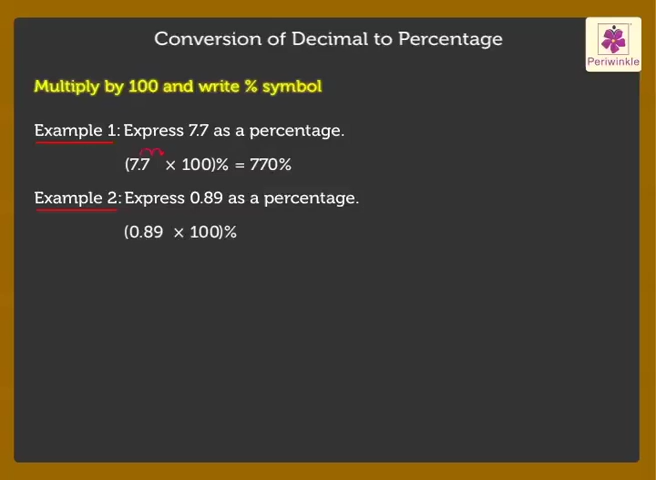 Conversion of Decimal to Percentage
Periwinkle
Multiply by 100 and write % symbol
Example 1: Express 7.7 as a percentage.
(7.7 × 100)% = 770%
Example 2: Express 0.89 as a percentage.
(0.89 × 100)%